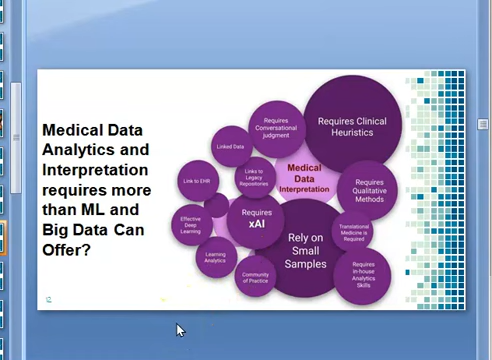 Medical Data
Analytics and
Interpretation
requires more
than ML and
Big Data Can
Offer?
Requires Clinical
Heuristics
Requires
Conversational
judgment
Linked Data
Links to
Legacy
Repositories
Medical
Data
Interpretation
Link to EHR
Requires
Qualitative
Methods
Effective
Deep
Learning
Requires
xAI
Translational
Medicine is
Required
Rely on
Small
Samples
Learning
Analytics
Community
of Practice
Requires
in-house
Analytics
Skills